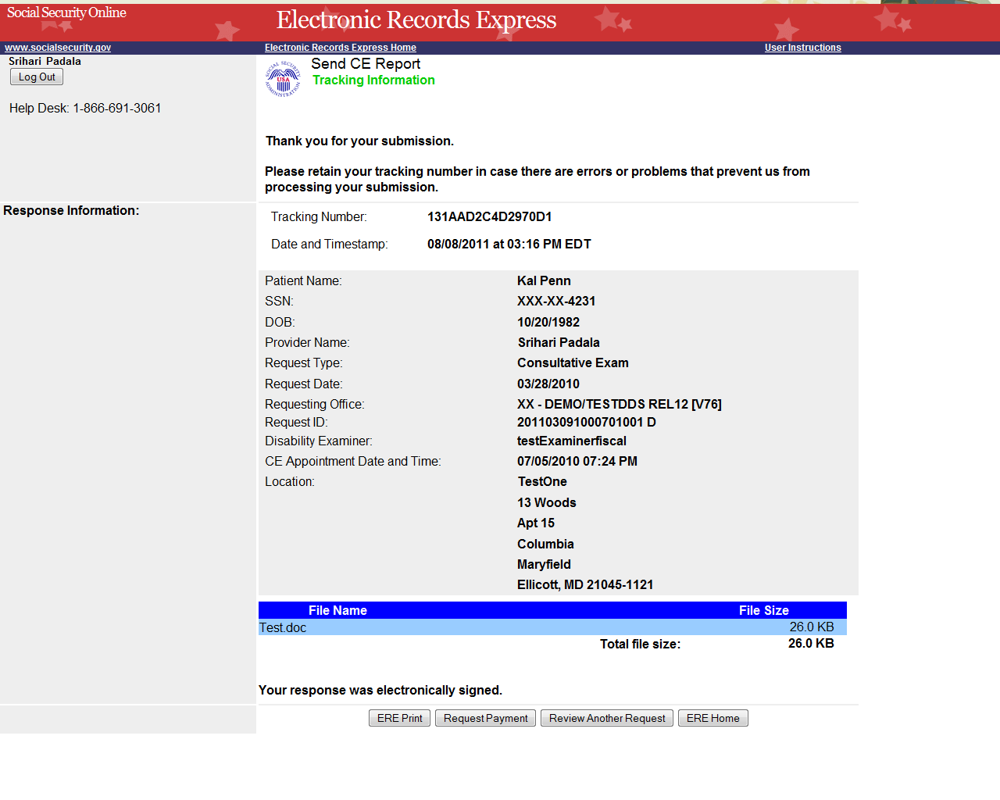 Social Security Online
Electronic Records Express
www.socialsecurity.gov Electronic Records Express Home User Instructions
Srihari Padala
Log Out
Help Desk: 1-866-691-3061
SOCIAL SECURITY ADMINISTRATION
USA
Send CE Report
Tracking Information
Thank you for your submission.
Please retain your tracking number in case there are errors or problems that prevent us from
processing your submission.
Response Information:
Tracking Number: 131AAD2C4D2970D1
Date and Timestamp: 08/08/2011 at 03:16 PM EDT
Patient Name: Kal Penn
SSN: XXX-XX-4231
DOB: 10/20/1982
Provider Name: Srihari Padala
Request Type: Consultative Exam
Request Date: 03/28/2010
Requesting Office: XX - DEMO/TESTDDS REL12 [V76]
Request ID: 201103091000701001 D
Disability Examiner: testExaminerfiscal
CE Appointment Date and Time: 07/05/2010 07:24 PM
Location: TestOne
13 Woods
Apt 15
Columbia
Maryfield
Ellicott, MD 21045-1121
File Name File Size
Test.doc 26.0 KB
Total file size: 26.0 KB
Your response was electronically signed.
ERE Print Request Payment Review Another Request ERE Home